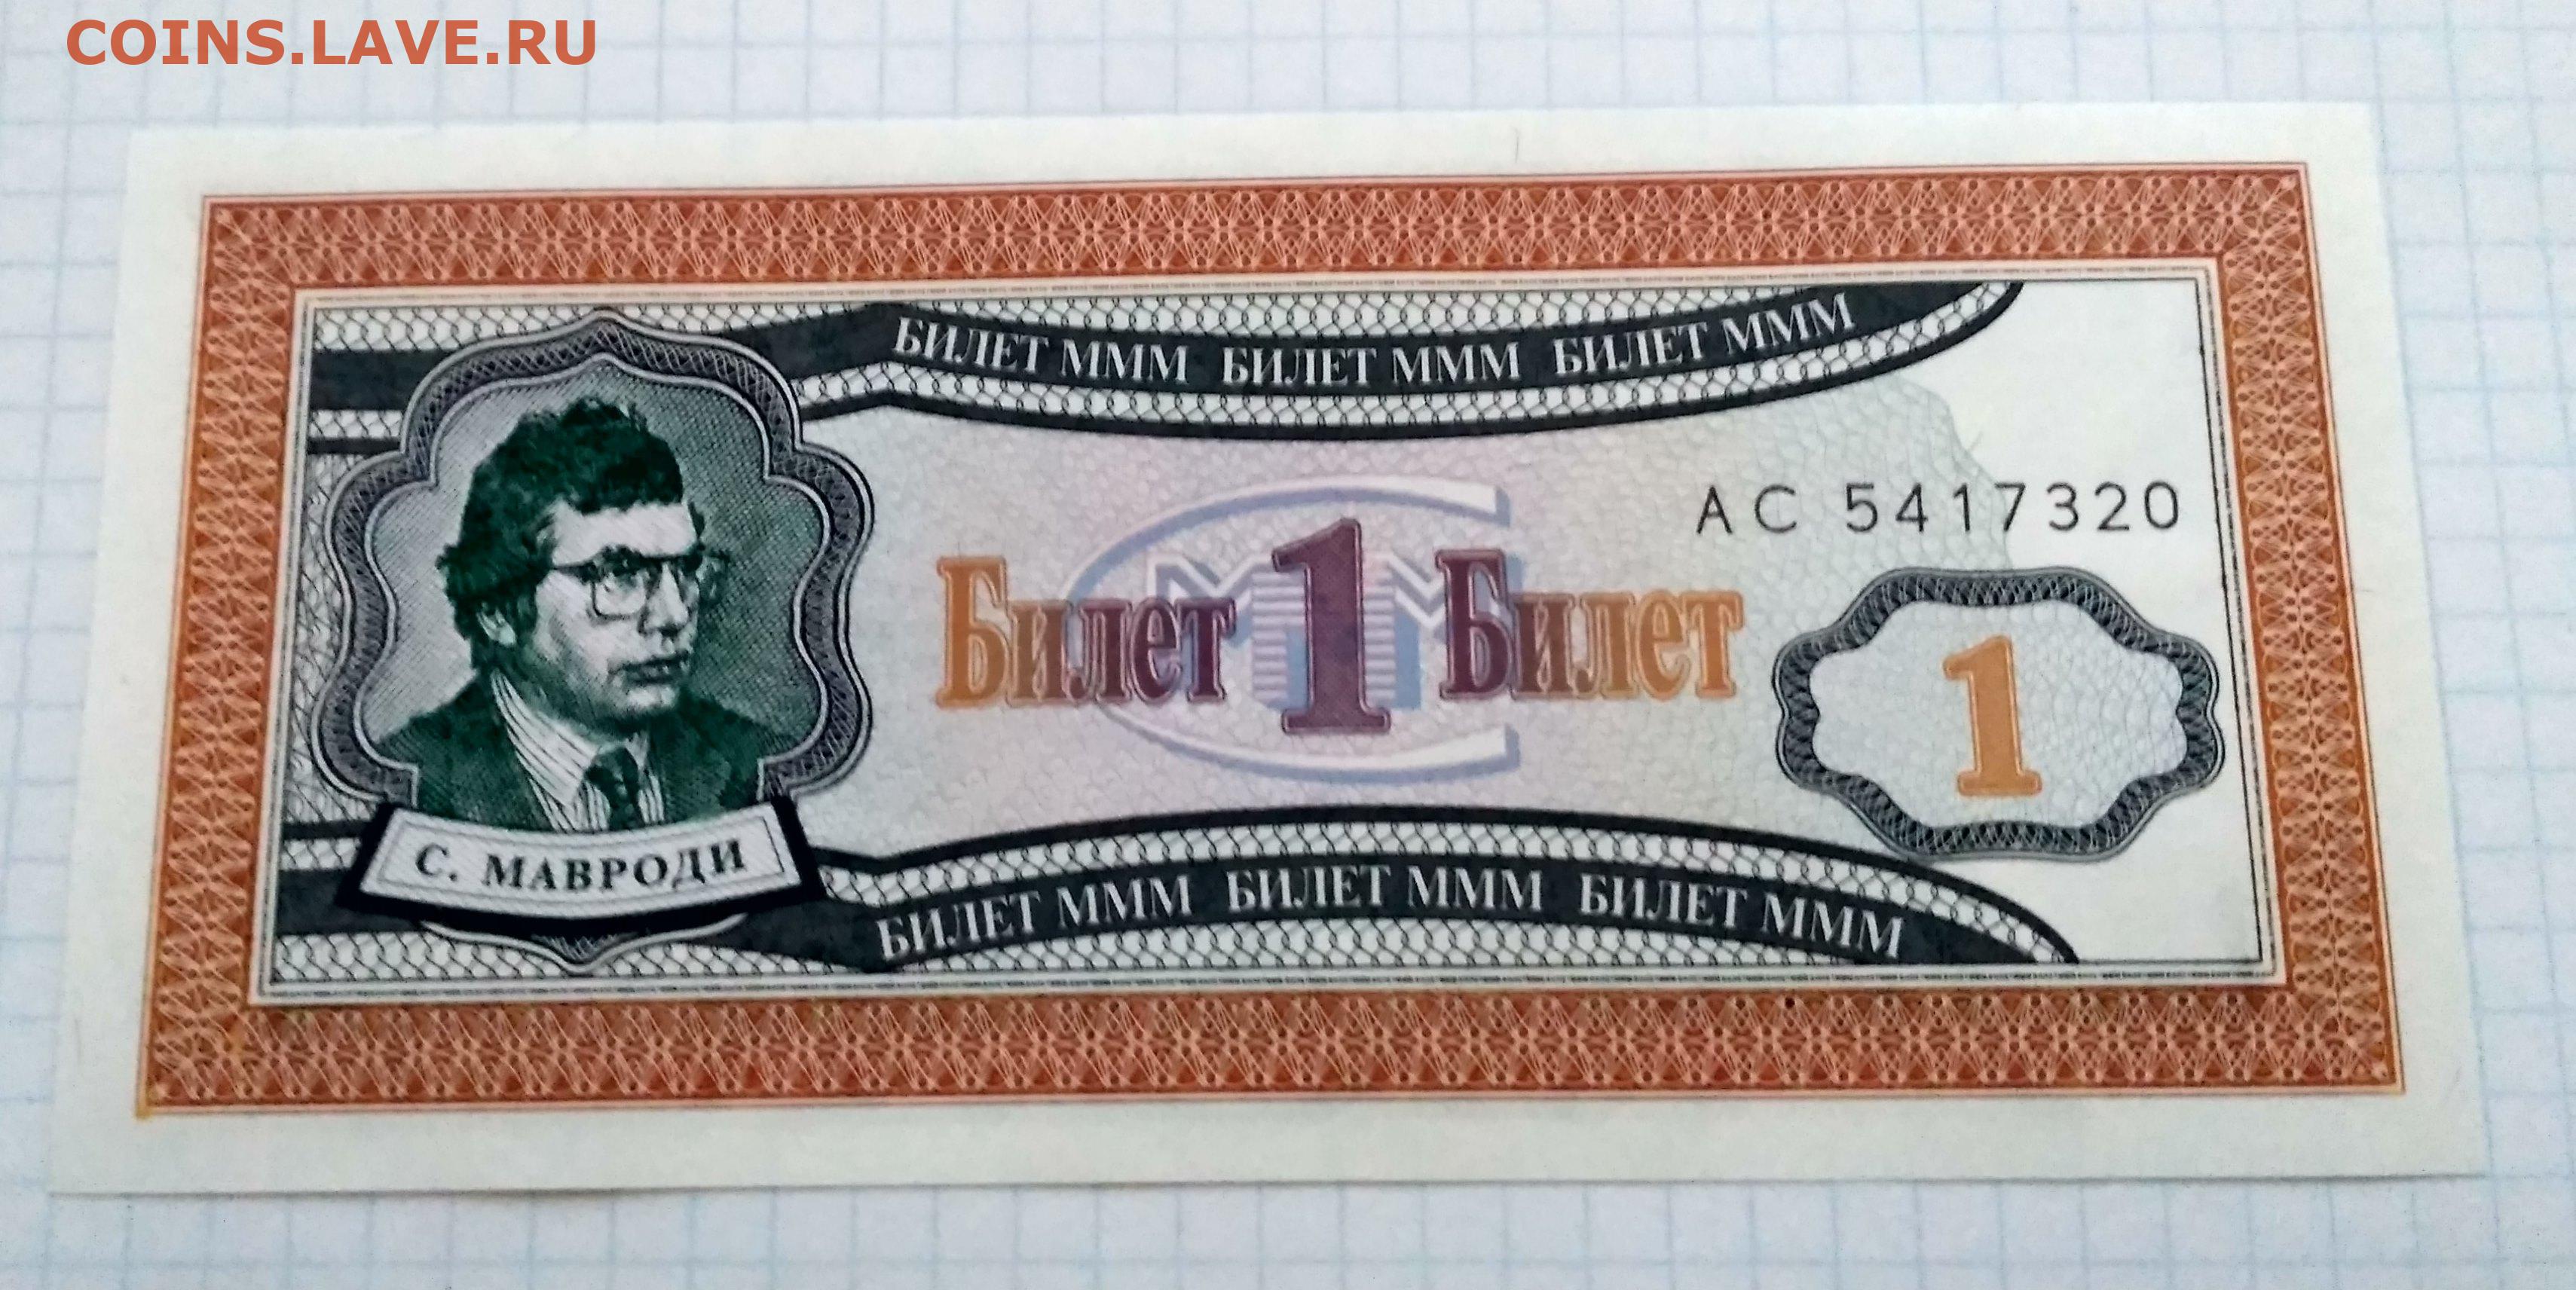 COINS.LAVE.RU
БИЛЕТ МММ БИЛЕТ МММ БИЛЕТ МММ
АС 5417320
Билет 1 Билет
МММ
1
С. МАВРОДИ
БИЛЕТ МММ БИЛЕТ МММ БИЛЕТ МММ